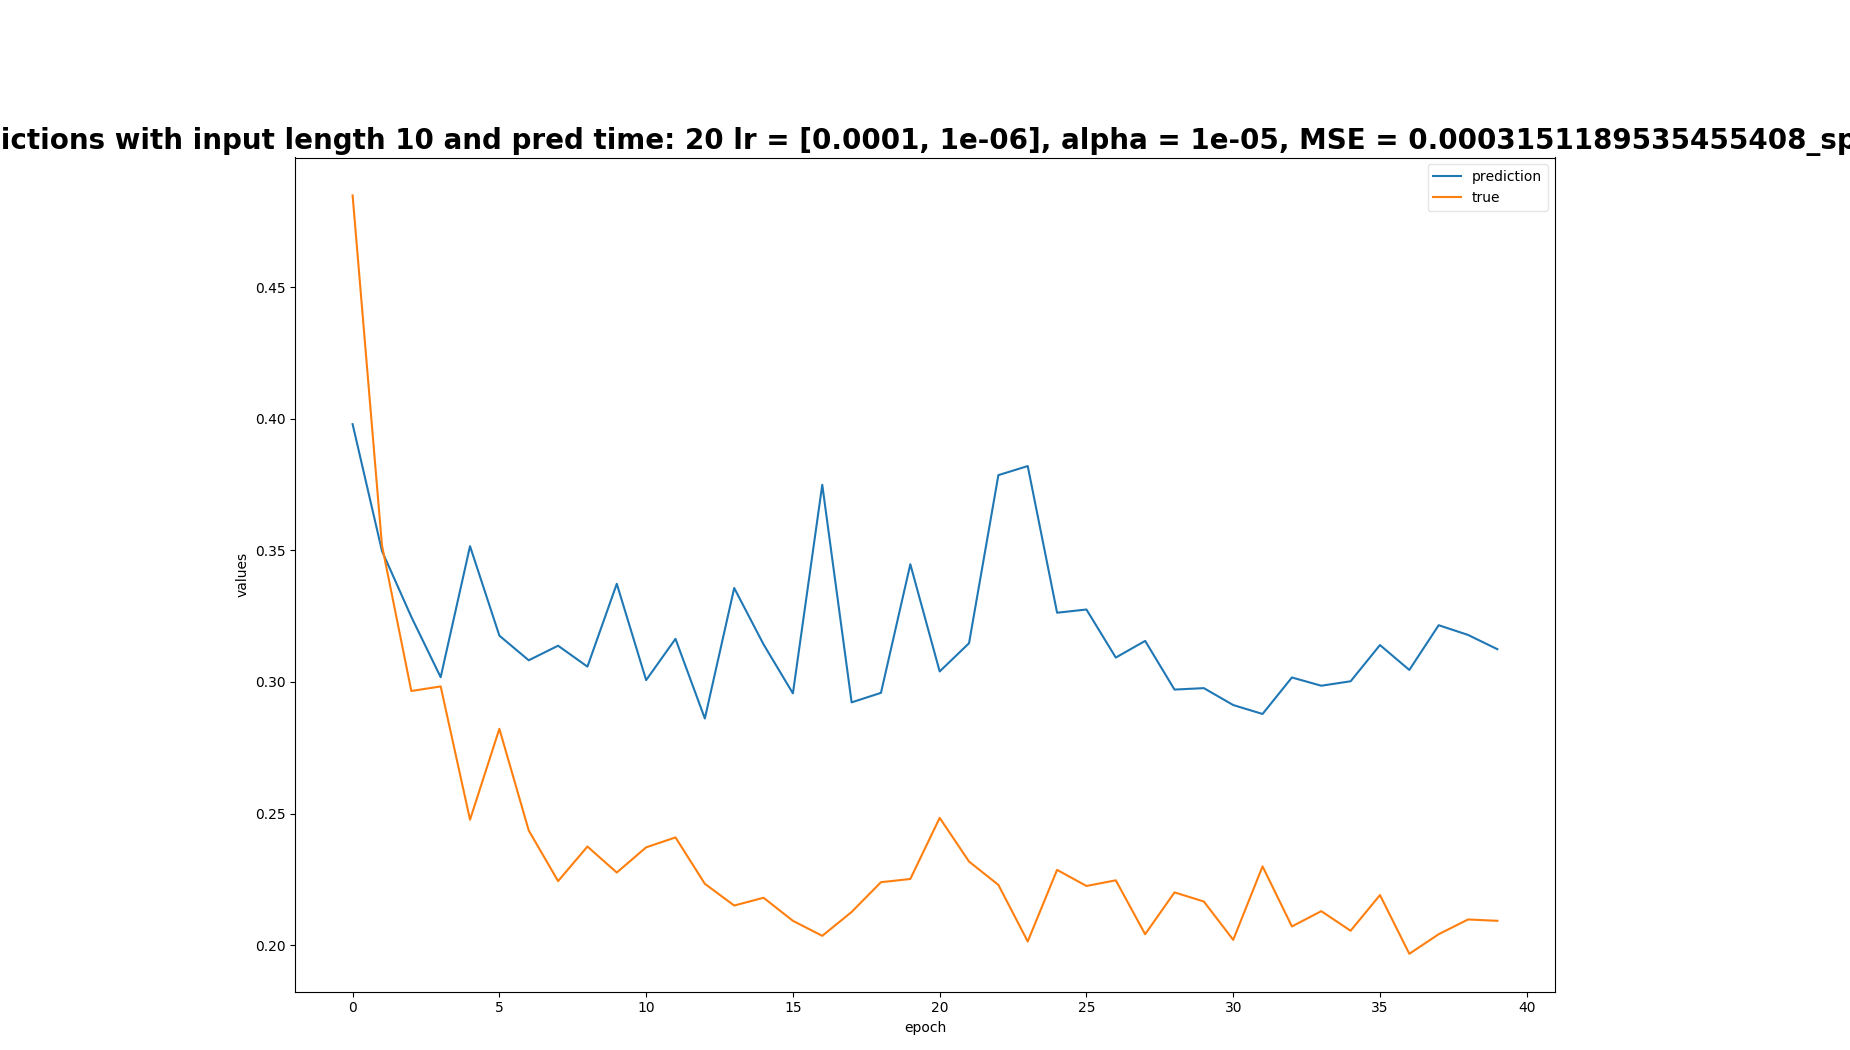 ictions with input length 10 and pred time: 20 lr = [0.0001, 1e-06], alpha = 1e-05, MSE = 0.0003151189535455408_sp
prediction
true
0.45
0.40
0.35
0.30
0.25
0.20
values
0 5 10 15 20 25 30 35 40
epoch